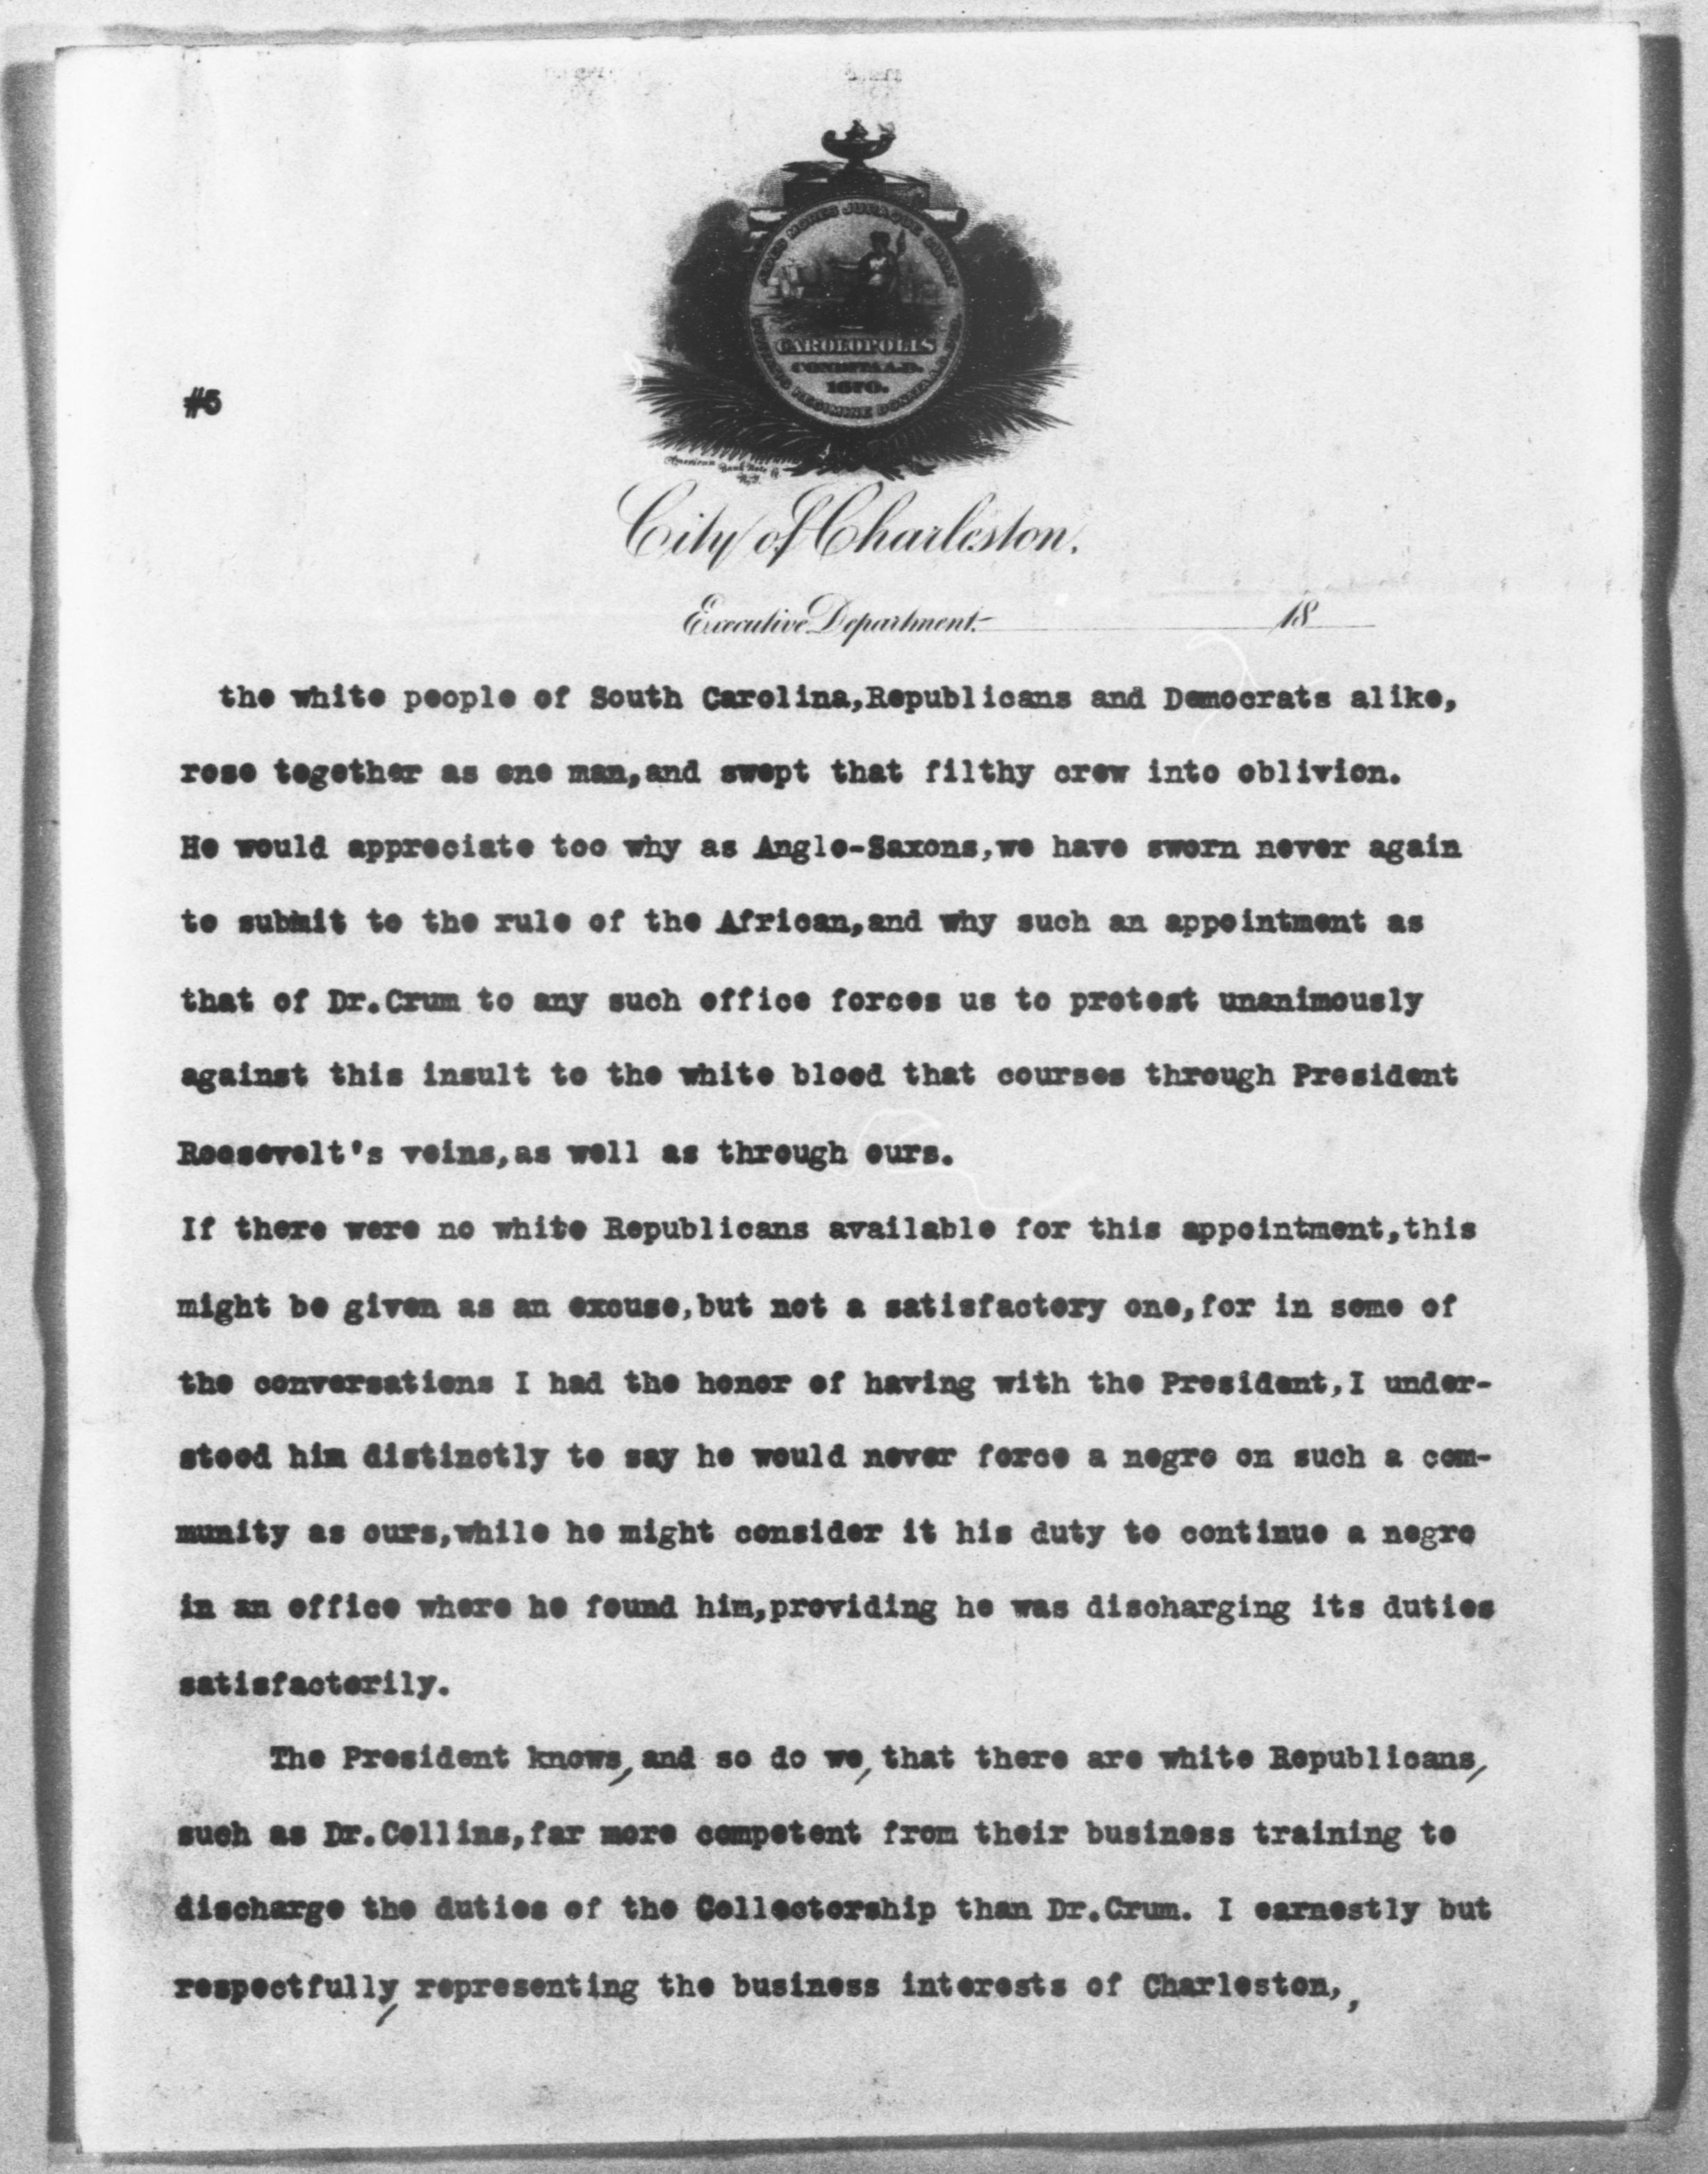 #5
CAROLOPOLIS
CONDITA A.D.
1670.
American Bank Note Co
N.Y.
City of Charleston.
Executive Department. 18
the white people of South Carolina,Republicans and Democrats alike,
rose together as one man,and swept that filthy crew into oblivion.
He would appreciate too why as Anglo-Saxons,we have sworn never again
to submit to the rule of the African,and why such an appointment as
that of Dr.Crum to any such office forces us to protest unanimously
against this insult to the white blood that courses through President
Roosevelt's veins,as well as through ours.
If there were no white Republicans available for this appointment,this
might be given as an excuse,but not a satisfactory one,for in some of
the conversations I had the honor of having with the President,I under-
stood him distinctly to say he would never force a negro on such a com-
munity as ours,while he might consider it his duty to continue a negro
in an office where he found him,providing he was discharging its duties
satisfactorily.
The President knows, and so do we, that there are white Republicans,
such as Dr.Collins,far more competent from their business training to
discharge the duties of the Collectorship than Dr.Crum. I earnestly but
respectfully, representing the business interests of Charleston,,